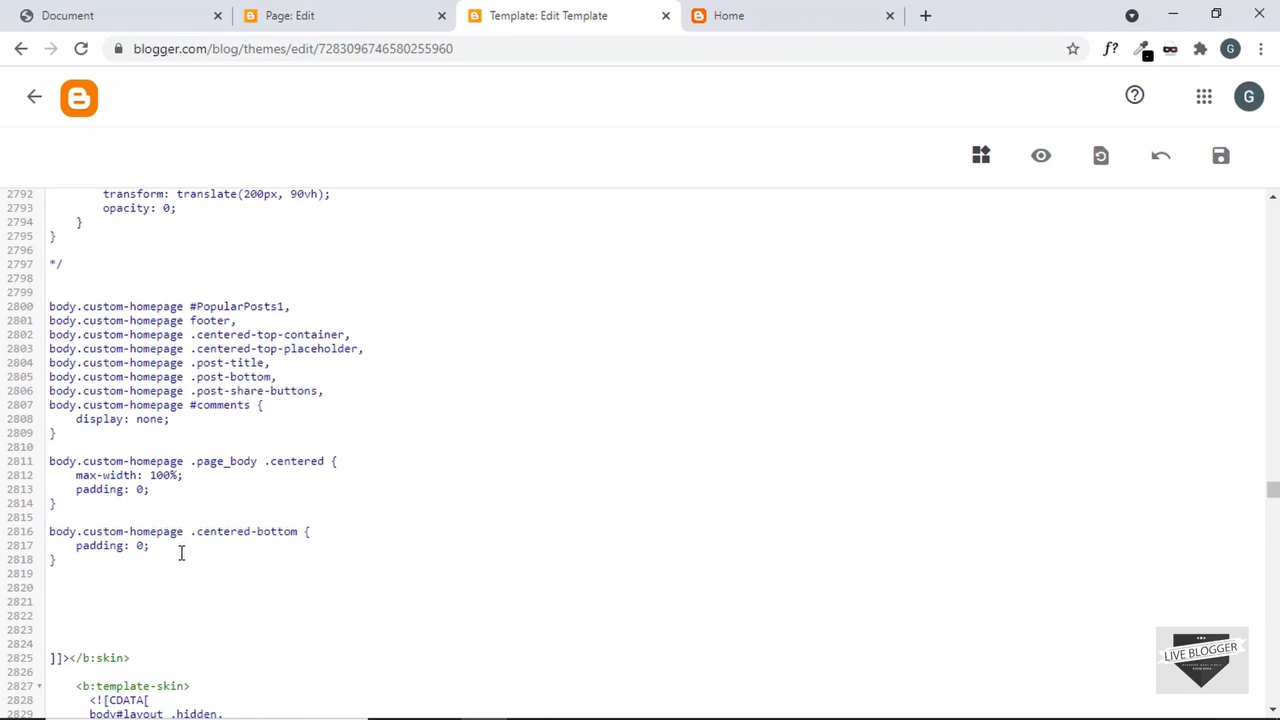 Document
Page: Edit
Template: Edit Template
Home
blogger.com/blog/themes/edit/7283096746580255960
f?
G
G
2792 transform: translate(200px, 90vh);
2793 opacity: 0;
2794 }
2795 }
2796
2797 */
2798
2799
2800 body.custom-homepage #PopularPosts1,
2801 body.custom-homepage footer,
2802 body.custom-homepage .centered-top-container,
2803 body.custom-homepage .centered-top-placeholder,
2804 body.custom-homepage .post-title,
2805 body.custom-homepage .post-bottom,
2806 body.custom-homepage .post-share-buttons,
2807 body.custom-homepage #comments {
2808 display: none;
2809 }
2810
2811 body.custom-homepage .page_body .centered {
2812 max-width: 100%;
2813 padding: 0;
2814 }
2815
2816 body.custom-homepage .centered-bottom {
2817 padding: 0;
2818 }
2819
2820
2821
2822
2823
2824
2825 ]]></b:skin>
2826
2827 <b:template-skin>
2828 <![CDATA[
2829 body#layout .hidden,
LIVE BLOGGER